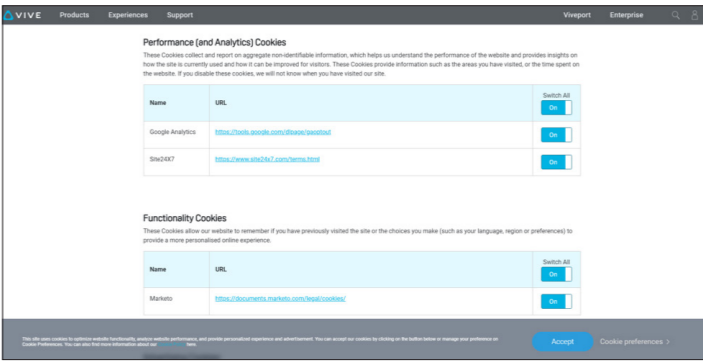 VIVE Products Experiences Support Viveport Enterprise
Performance (and Analytics) Cookies
These Cookies collect and report on aggregate non-identifiable information, which helps us understand the performance of the website and provides insights on
how the site is currently used and how it can be improved for visitors. These Cookies provide information such as the areas you have visited, or the time spent on
the website. If you disable these cookies, we will not know when you have visited our site.
Switch All
Name URL On
Google Analytics https://tools.google.com/dlpage/gaoptout On
Site24X7 https://www.site24x7.com/terms.html On
Functionality Cookies
These Cookies allow our website to remember if you have previously visited the site or the choices you make (such as your language, region or preferences) to
provide a more personalised online experience.
Switch All
Name URL On
Marketo https://documents.marketo.com/legal/cookies/ On
This site uses cookies to optimize website functionality, analyze website performance, and provide personalized experience and advertisement. You can accept our cookies by clicking on the button below or manage your preference on
Cookie Preferences. You can also find more information about our here.
Accept Cookie preferences >